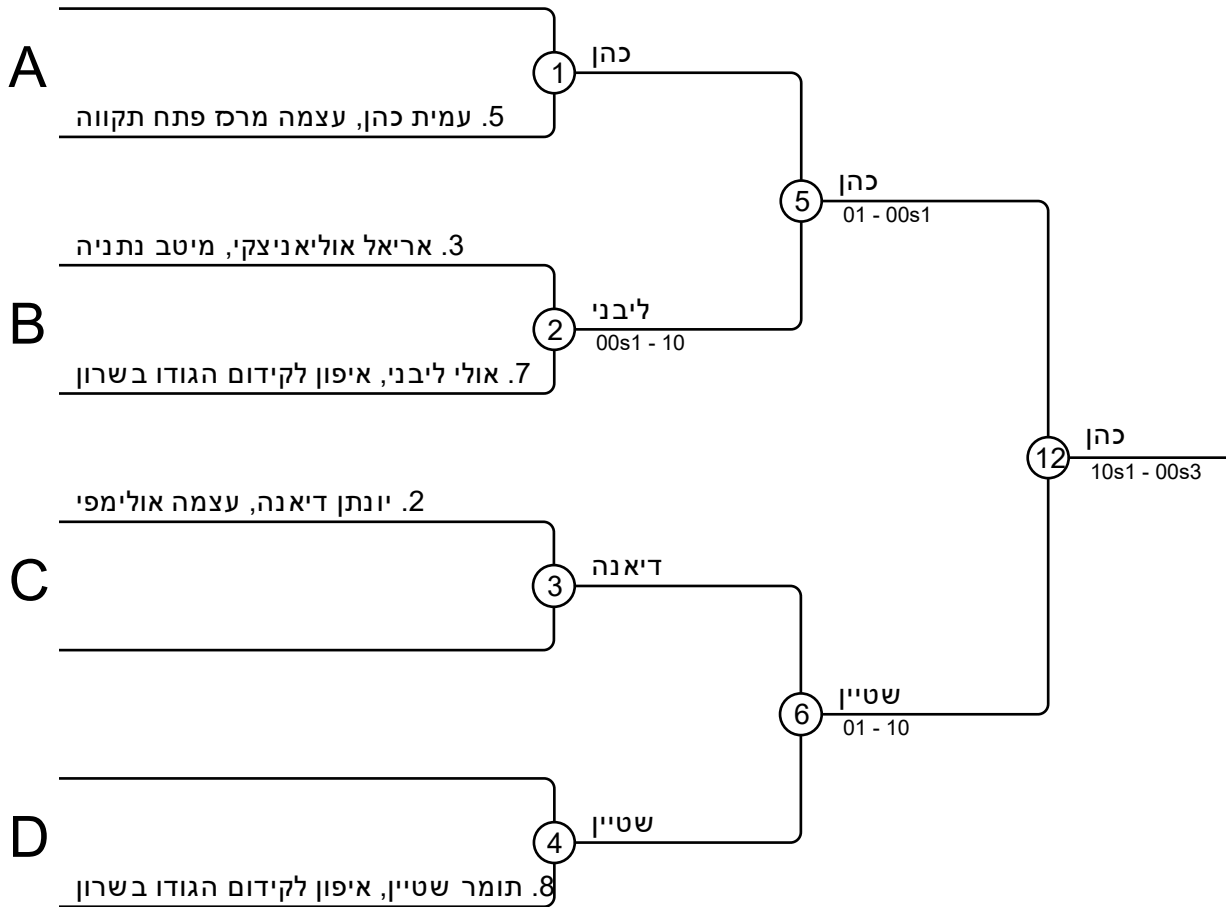 A
כהן
1
5. עמית כהן, עצמה מרכז פתח תקווה
כהן
5
01 - 00s1
3. אריאל אוליאניצקי, מיטב נתניה
B
ליבני
2
00s1 - 10
7. אולי ליבני, איפון לקידום הגודו בשרון
כהן
12
10s1 - 00s3
2. יונתן דיאנה, עצמה אולימפי
C
דיאנה
3
שטיין
6
01 - 10
D
שטיין
4
8. תומר שטיין, איפון לקידום הגודו בשרון